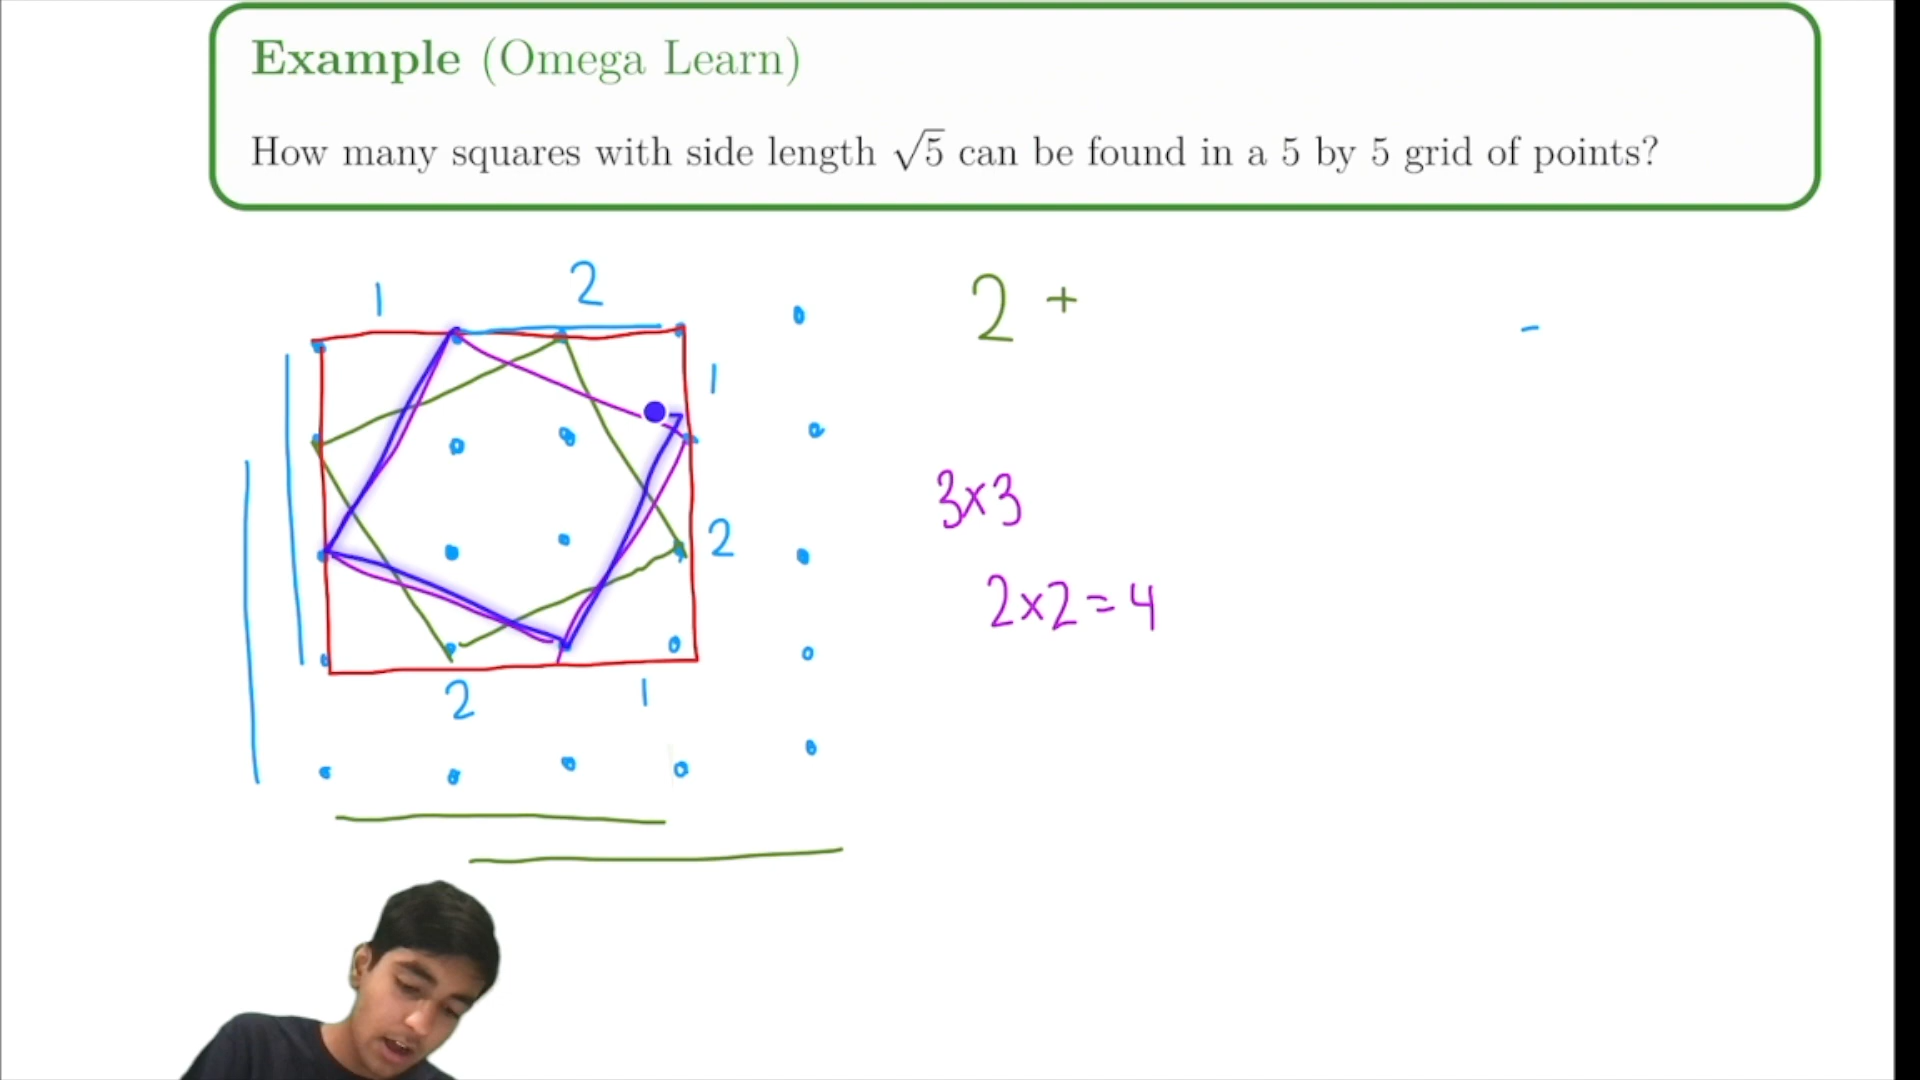 Example (Omega Learn)
How many squares with side length √5 can be found in a 5 by 5 grid of points?
1 2
2 +
-
1
3x3
2
2x2=4
2 1